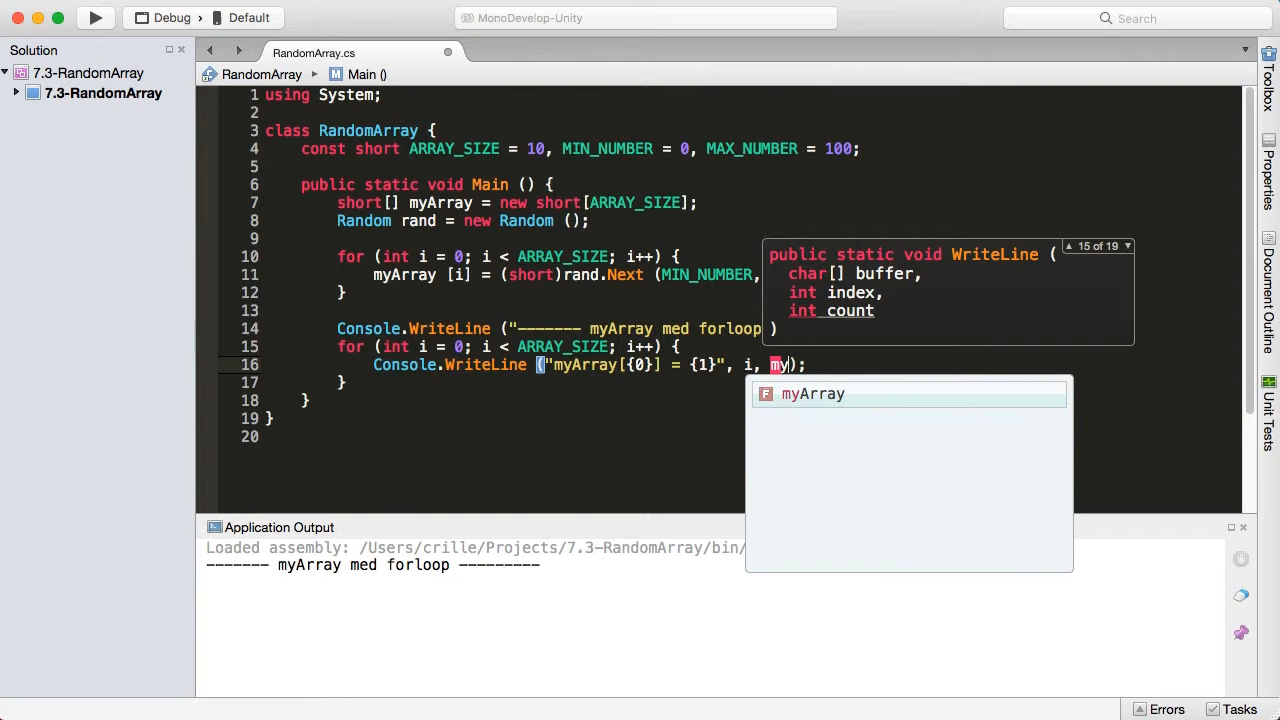 Debug
Default
MonoDevelop-Unity
Search
Solution
7.3-RandomArray
7.3-RandomArray
RandomArray.cs
RandomArray
Main ()
1 using System;
2
3 class RandomArray {
4 const short ARRAY_SIZE = 10, MIN_NUMBER = 0, MAX_NUMBER = 100;
5
6 public static void Main () {
7 short[] myArray = new short[ARRAY_SIZE];
8 Random rand = new Random ();
9
10 for (int i = 0; i < ARRAY_SIZE; i++) {
11 myArray [i] = (short)rand.Next (MIN_NUMBER,
12 }
13
14 Console.WriteLine ("------- myArray med forloop
15 for (int i = 0; i < ARRAY_SIZE; i++) {
16 Console.WriteLine ("myArray[{0}] = {1}", i, my);
17 }
18 }
19 }
20
15 of 19
public static void WriteLine (
char[] buffer,
int index,
int count
)
myArray
Toolbox
Properties
Document Outline
Unit Tests
Application Output
Loaded assembly: /Users/crille/Projects/7.3-RandomArray/bin/
------- myArray med forloop ---------
Errors
Tasks